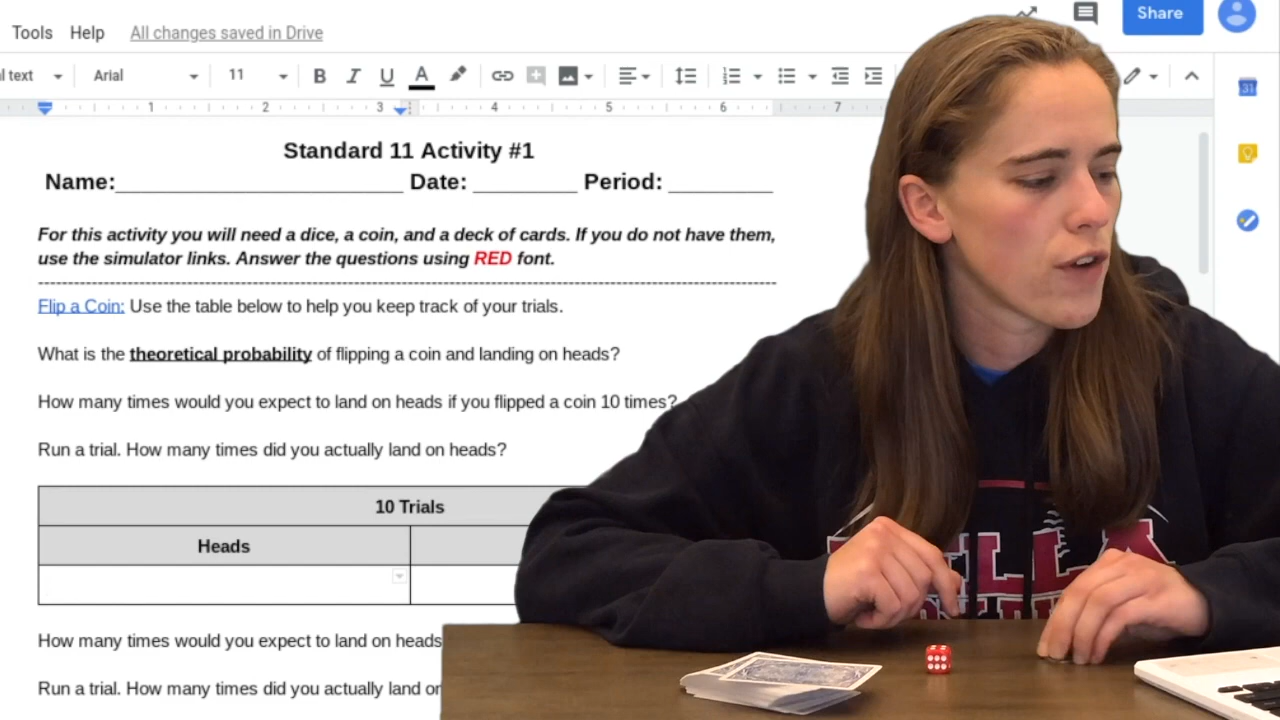 Tools Help All changes saved in Drive Share
Arial 11 B I U A
1 2 3 4 5 6 7
31
Standard 11 Activity #1
Name:__________________________ Date: _________ Period: _________
For this activity you will need a dice, a coin, and a deck of cards. If you do not have them,
use the simulator links. Answer the questions using RED font.
Flip a Coin: Use the table below to help you keep track of your trials.
What is the theoretical probability of flipping a coin and landing on heads?
How many times would you expect to land on heads if you flipped a coin 10 times?
Run a trial. How many times did you actually land on heads?
10 Trials
Heads
How many times would you expect to land on heads
Run a trial. How many times did you actually land